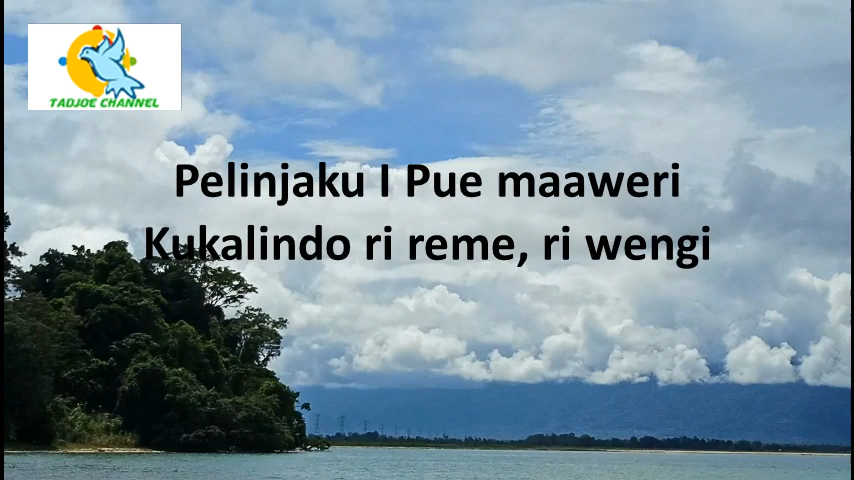 TADJOE CHANNEL
Pelinjaku I Pue maaweri
Kukalindo ri reme, ri wengi